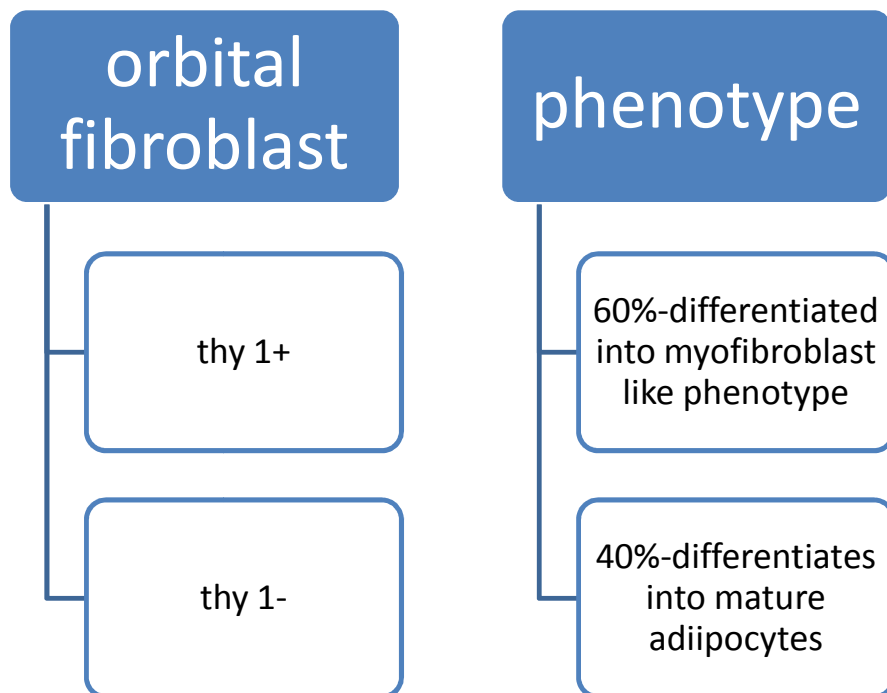 orbital
fibroblast
thy 1+
thy 1-
phenotype
60%-differentiated
into myofibroblast
like phenotype
40%-differentiates
into mature
adiipocytes